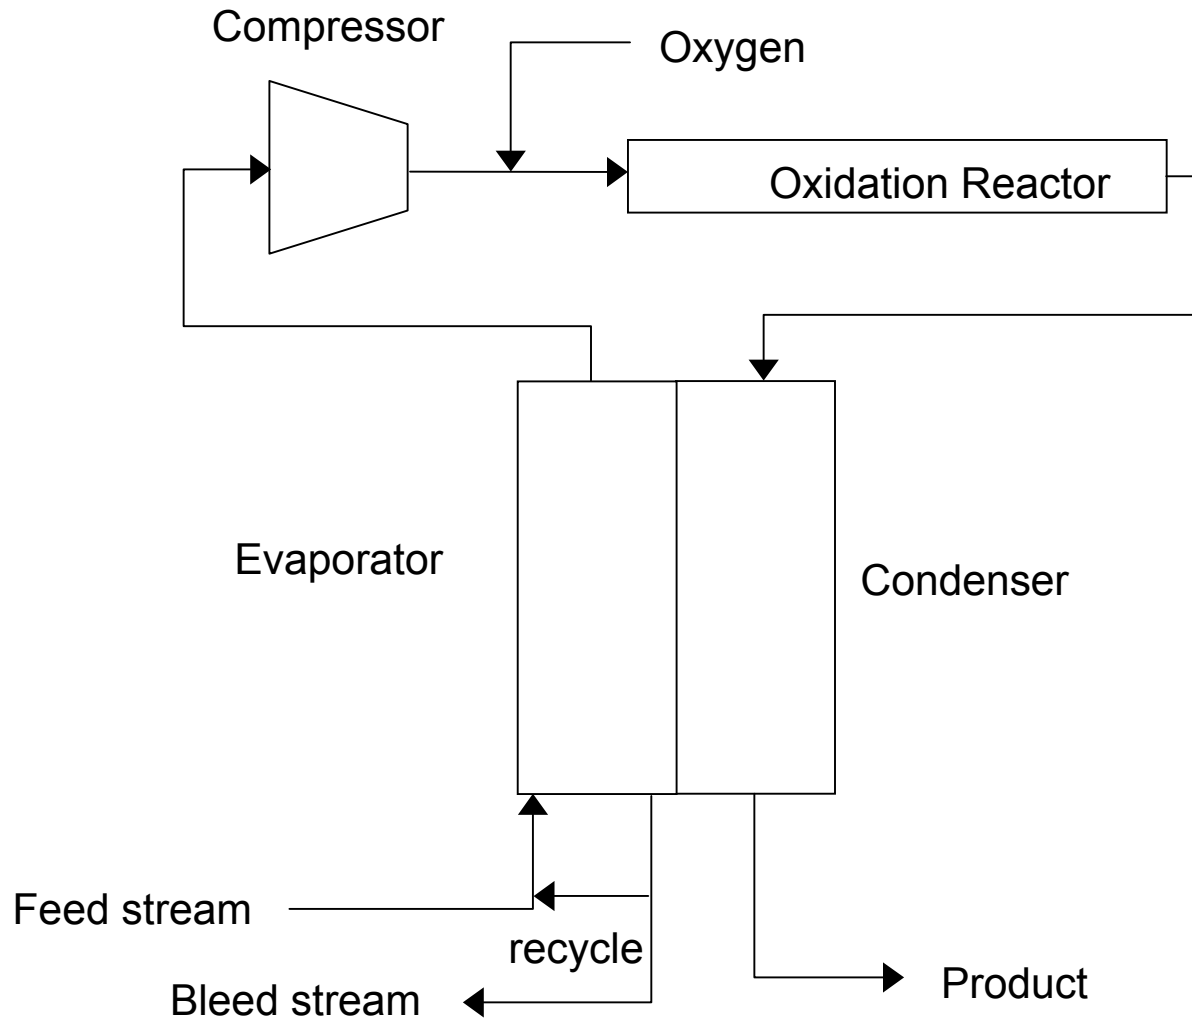 Compressor
Oxygen
Oxidation Reactor
Evaporator
Condenser
Feed stream
recycle
Bleed stream
Product